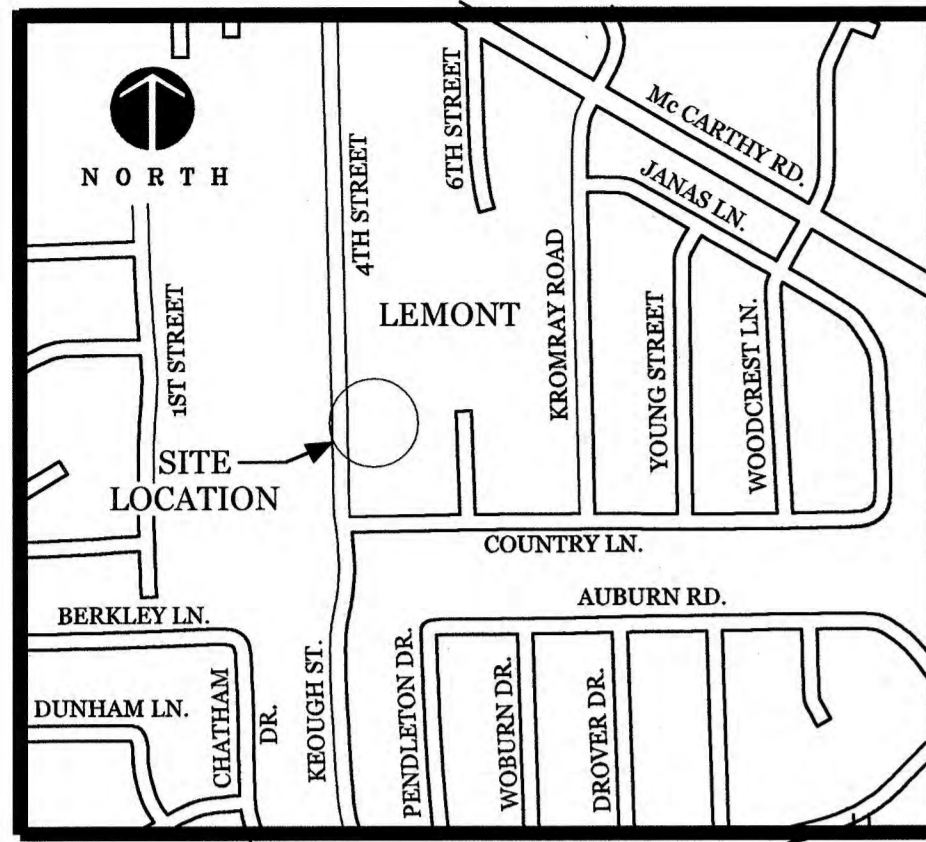 NORTH
6TH STREET
4TH STREET
Mc CARTHY RD.
JANAS LN.
LEMONT
KROMRAY ROAD
1ST STREET
YOUNG STREET
WOODCREST LN.
SITE
LOCATION
COUNTRY LN.
AUBURN RD.
BERKLEY LN.
DUNHAM LN.
CHATHAM
DR.
KEOUGH ST.
PENDLETON DR.
WOBURN DR.
DROVER DR.